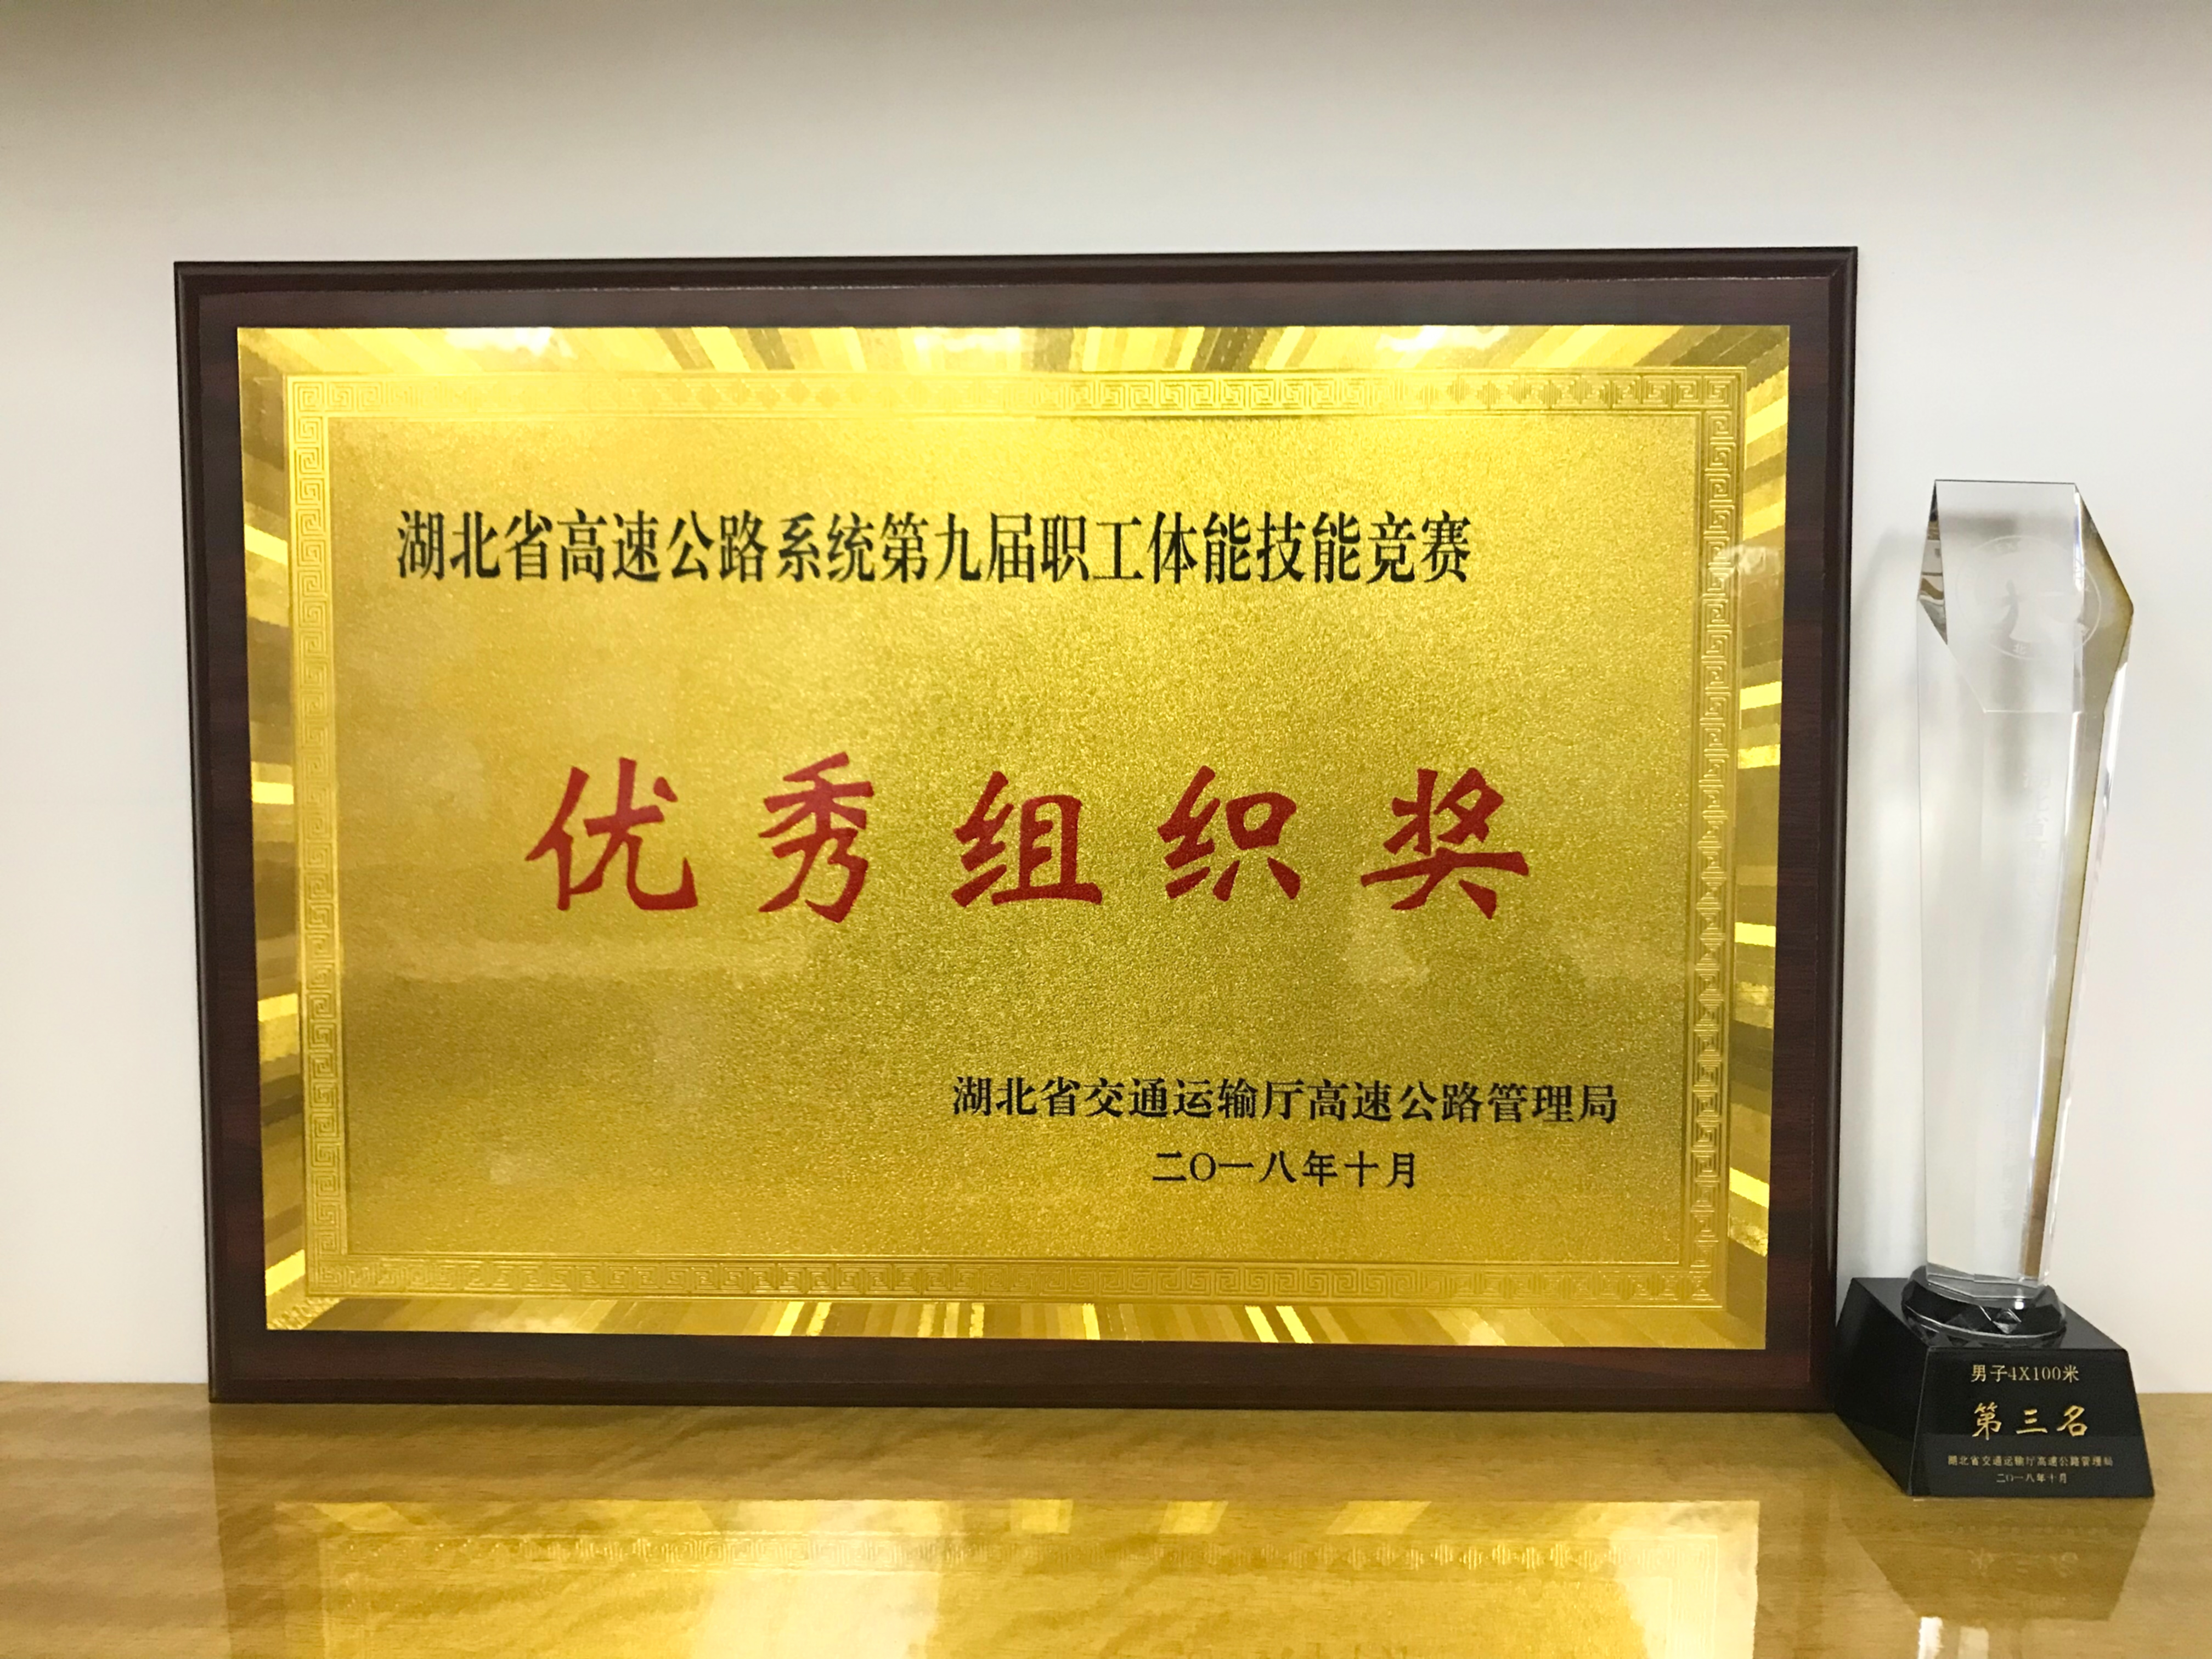 湖北省高速公路系统第九届职工体能技能竞赛
优秀组织奖
湖北省交通运输厅高速公路管理局
二〇一八年十月
男子4X100米
第三名
湖北省交通运输厅高速公路管理局
二〇一八年十月